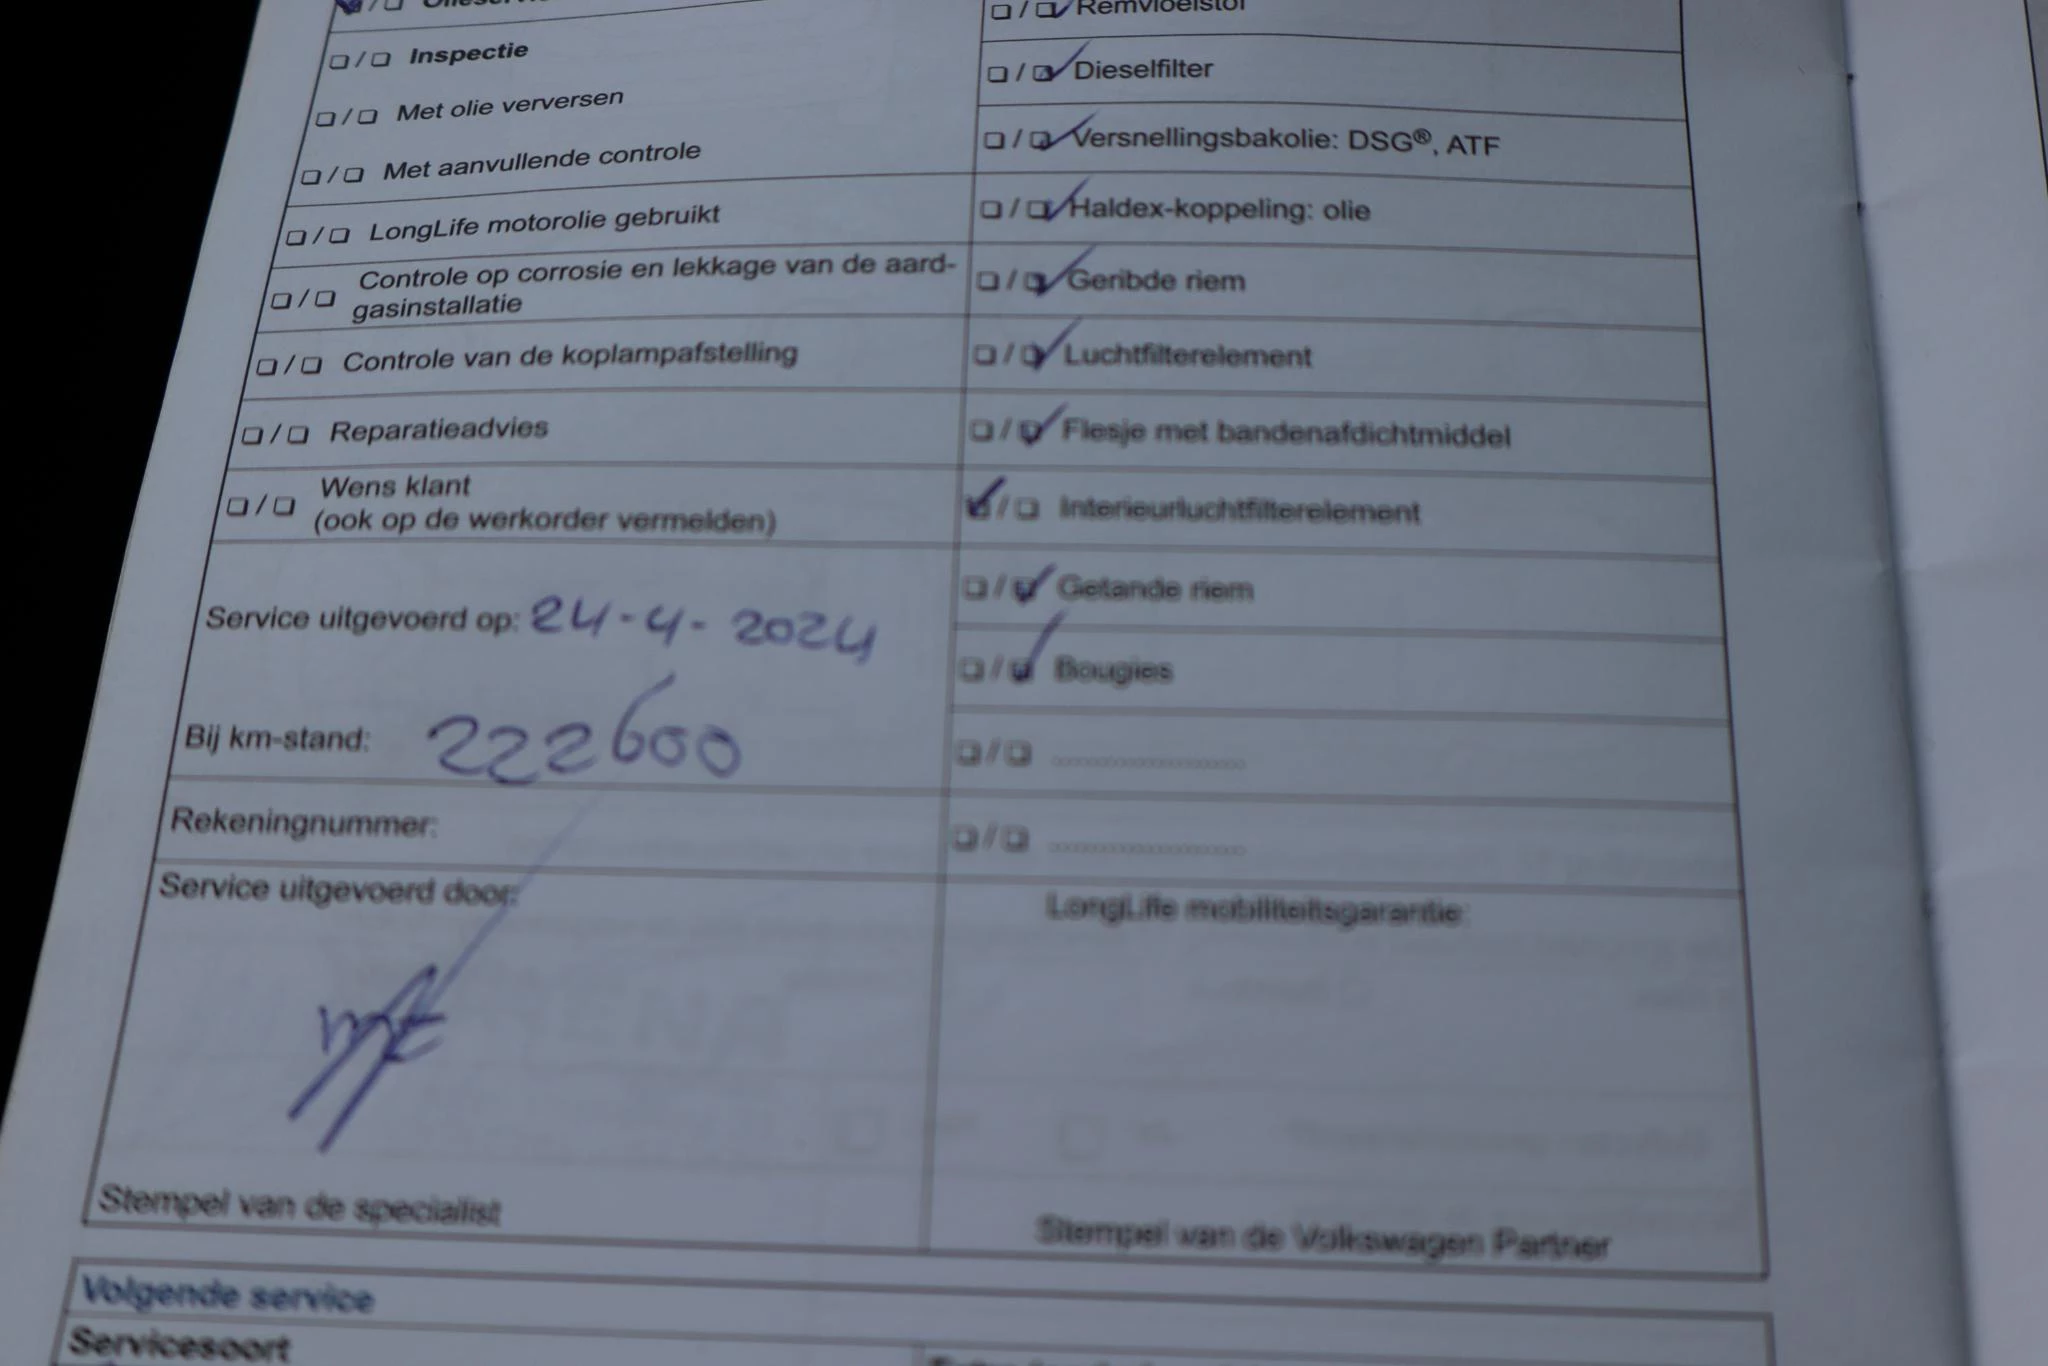 Inspectie
Met olie verversen
Met aanvullende controle
LongLife motorolie gebruikt
Controle op corrosie en lekkage van de aard-
gasinstallatie
Controle van de koplampafstelling
Reparatieadvies
Wens klant
(ook op de werkorder vermelden)
Service uitgevoerd op: 24-4-2024
Bij km-stand: 222600
Rekeningnummer:
Service uitgevoerd door:
Stempel van de specialist
Remvloeistof
Dieselfilter
Versnellingsbakolie: DSG®, ATF
Haldex-koppeling: olie
Geribde riem
Luchtfilterelement
Flesje met bandenafdichtmiddel
Interieurluchtfilterelement
Getande riem
Bougies
LongLife mobiliteitsgarantie:
Stempel van de Volkswagen Partner
Volgende service
Servicesoort